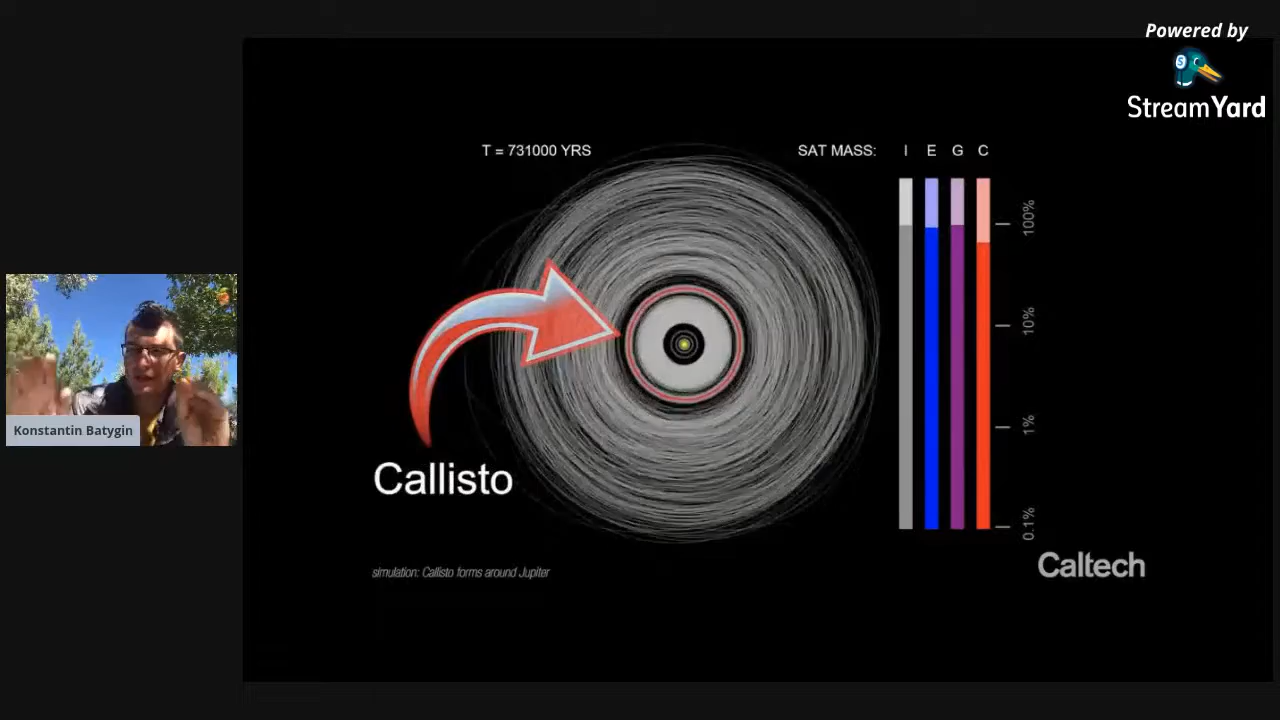 Powered by
S
StreamYard
T = 731000 YRS
SAT MASS: I E G C
100%
10%
1%
0.1%
Konstantin Batygin
Callisto
simulation: Callisto forms around Jupiter
Caltech